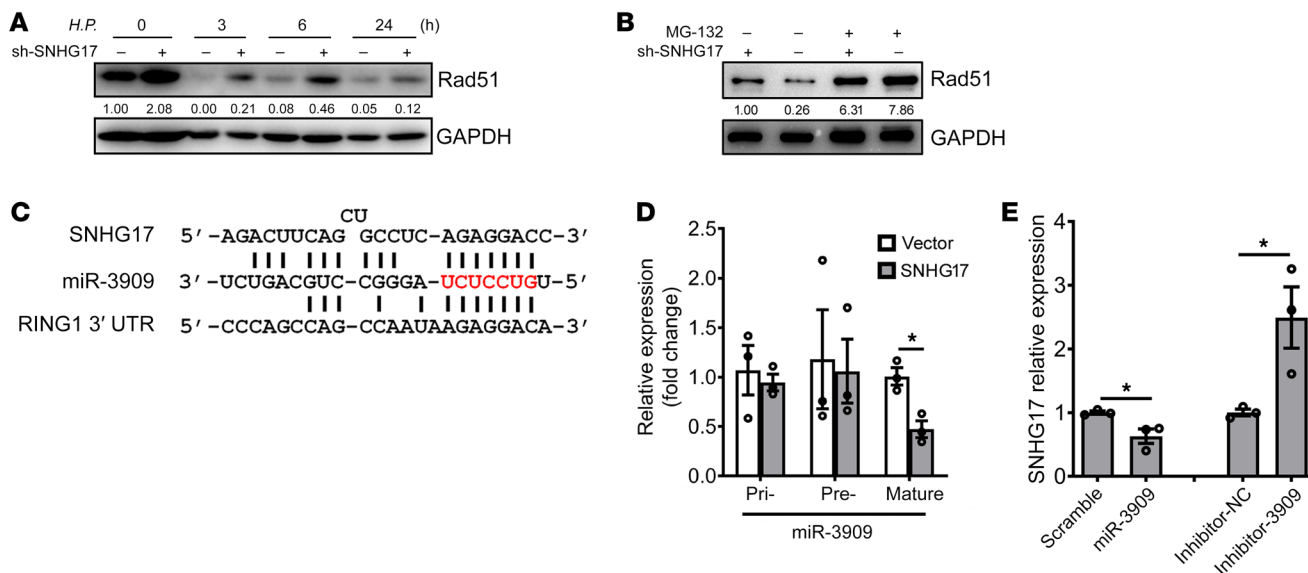 A
H.P. 0 3 6 24 (h)
sh-SNHG17 – + – + – + – +
Rad51
1.00 2.08 0.00 0.21 0.08 0.46 0.05 0.12
GAPDH
B
MG-132 – – + +
sh-SNHG17 + – + –
Rad51
1.00 0.26 6.31 7.86
GAPDH
C
CU
SNHG17 5′ -AGACUUCAG GCCUC-AGAGGACC-3′
miR-3909 3′ -UCUGACGUC-CGGGA-UCUCCUGU-5′
RING1 3′ UTR 5′ -CCCAGCCAG-CCAAUAAGAGGACA-3′
D
Relative expression
(fold change)
2.5
2.0
1.5
1.0
0.5
0.0
Vector
SNHG17
*
Pri- Pre- Mature
miR-3909
E
SNHG17 relative expression
4
3
2
1
0
*
*
Scramble
miR-3909
Inhibitor-NC
Inhibitor-3909